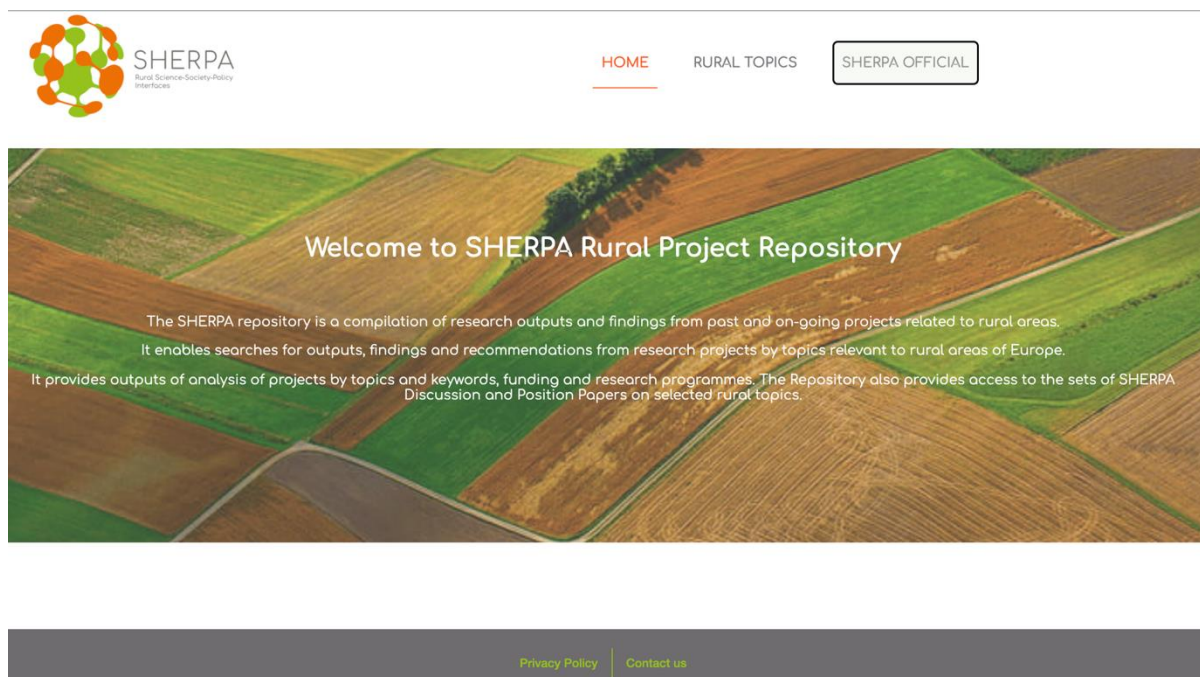 SHERPA
Rural Science-Society-Policy
Interfaces
HOME
RURAL TOPICS
SHERPA OFFICIAL
Welcome to SHERPA Rural Project Repository
The SHERPA repository is a compilation of research outputs and findings from past and on-going projects related to rural areas.
It enables searches for outputs, findings and recommendations from research projects by topics relevant to rural areas of Europe.
It provides outputs of analysis of projects by topics and keywords, funding and research programmes. The Repository also provides access to the sets of SHERPA
Discussion and Position Papers on selected rural topics.
Privacy Policy
Contact us